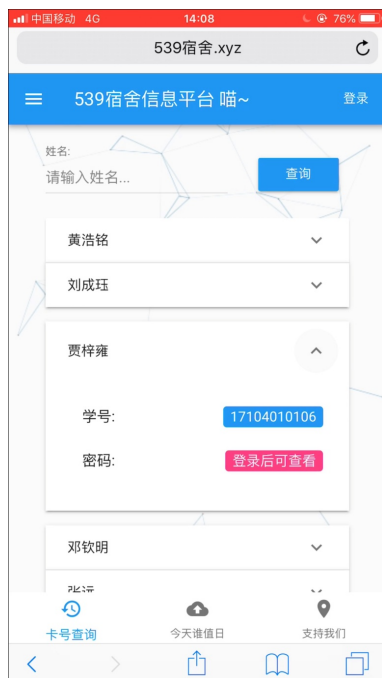 中国移动 4G 14:08 76%
539宿舍.xyz
539宿舍信息平台 喵~ 登录
姓名:
请输入姓名... 查询
黄浩铭
刘成珏
贾梓雍
学号: 17104010106
密码: 登录后可查看
邓钦明
张远
卡号查询 今天谁值日 支持我们